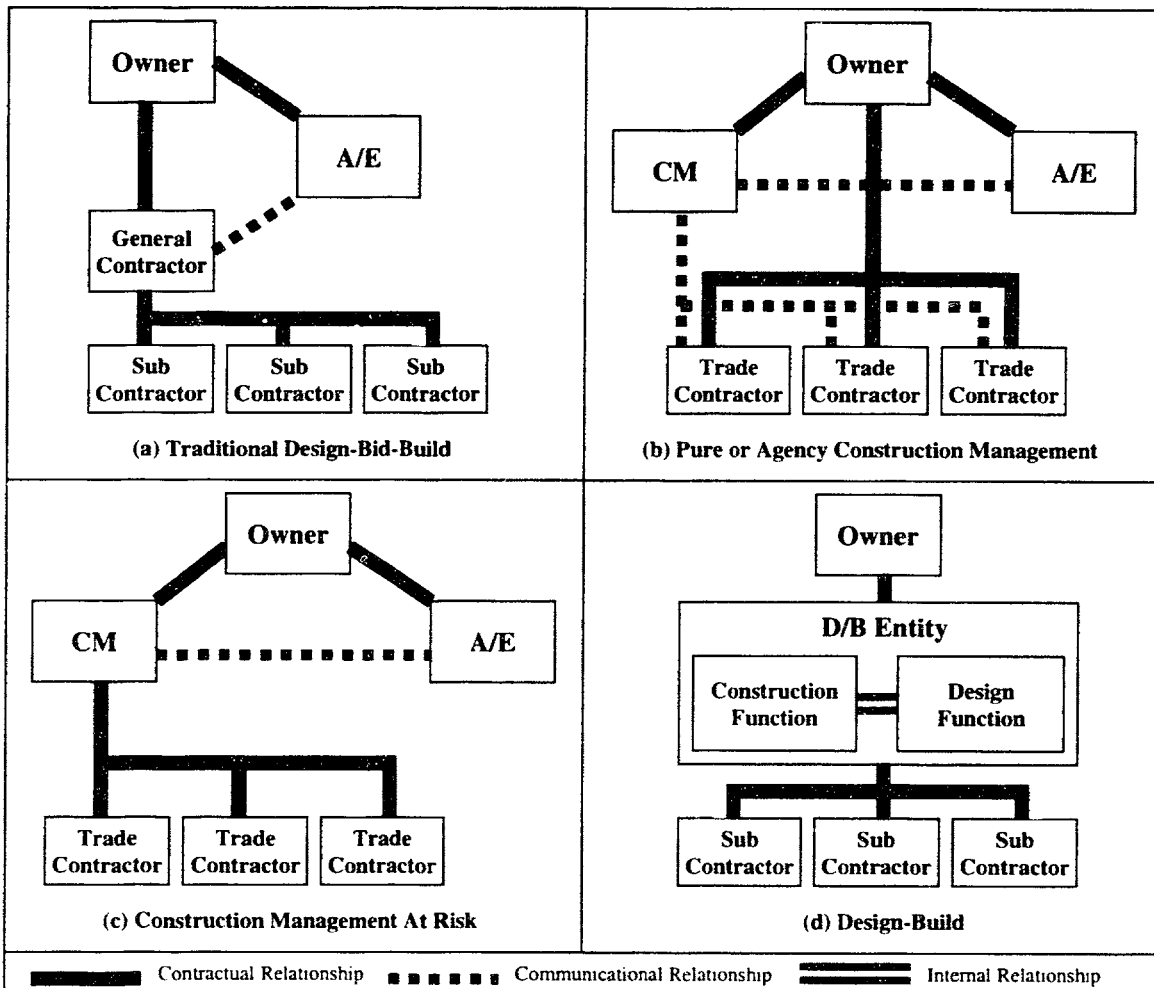 Owner
A/E
General
Contractor
Sub
Contractor
Sub
Contractor
Sub
Contractor
(a) Traditional Design-Bid-Build
Owner
CM
A/E
Trade
Contractor
Trade
Contractor
Trade
Contractor
(b) Pure or Agency Construction Management
Owner
CM
A/E
Trade
Contractor
Trade
Contractor
Trade
Contractor
(c) Construction Management At Risk
Owner
D/B Entity
Construction
Function
Design
Function
Sub
Contractor
Sub
Contractor
Sub
Contractor
(d) Design-Build
Contractual Relationship
Communicational Relationship
Internal Relationship